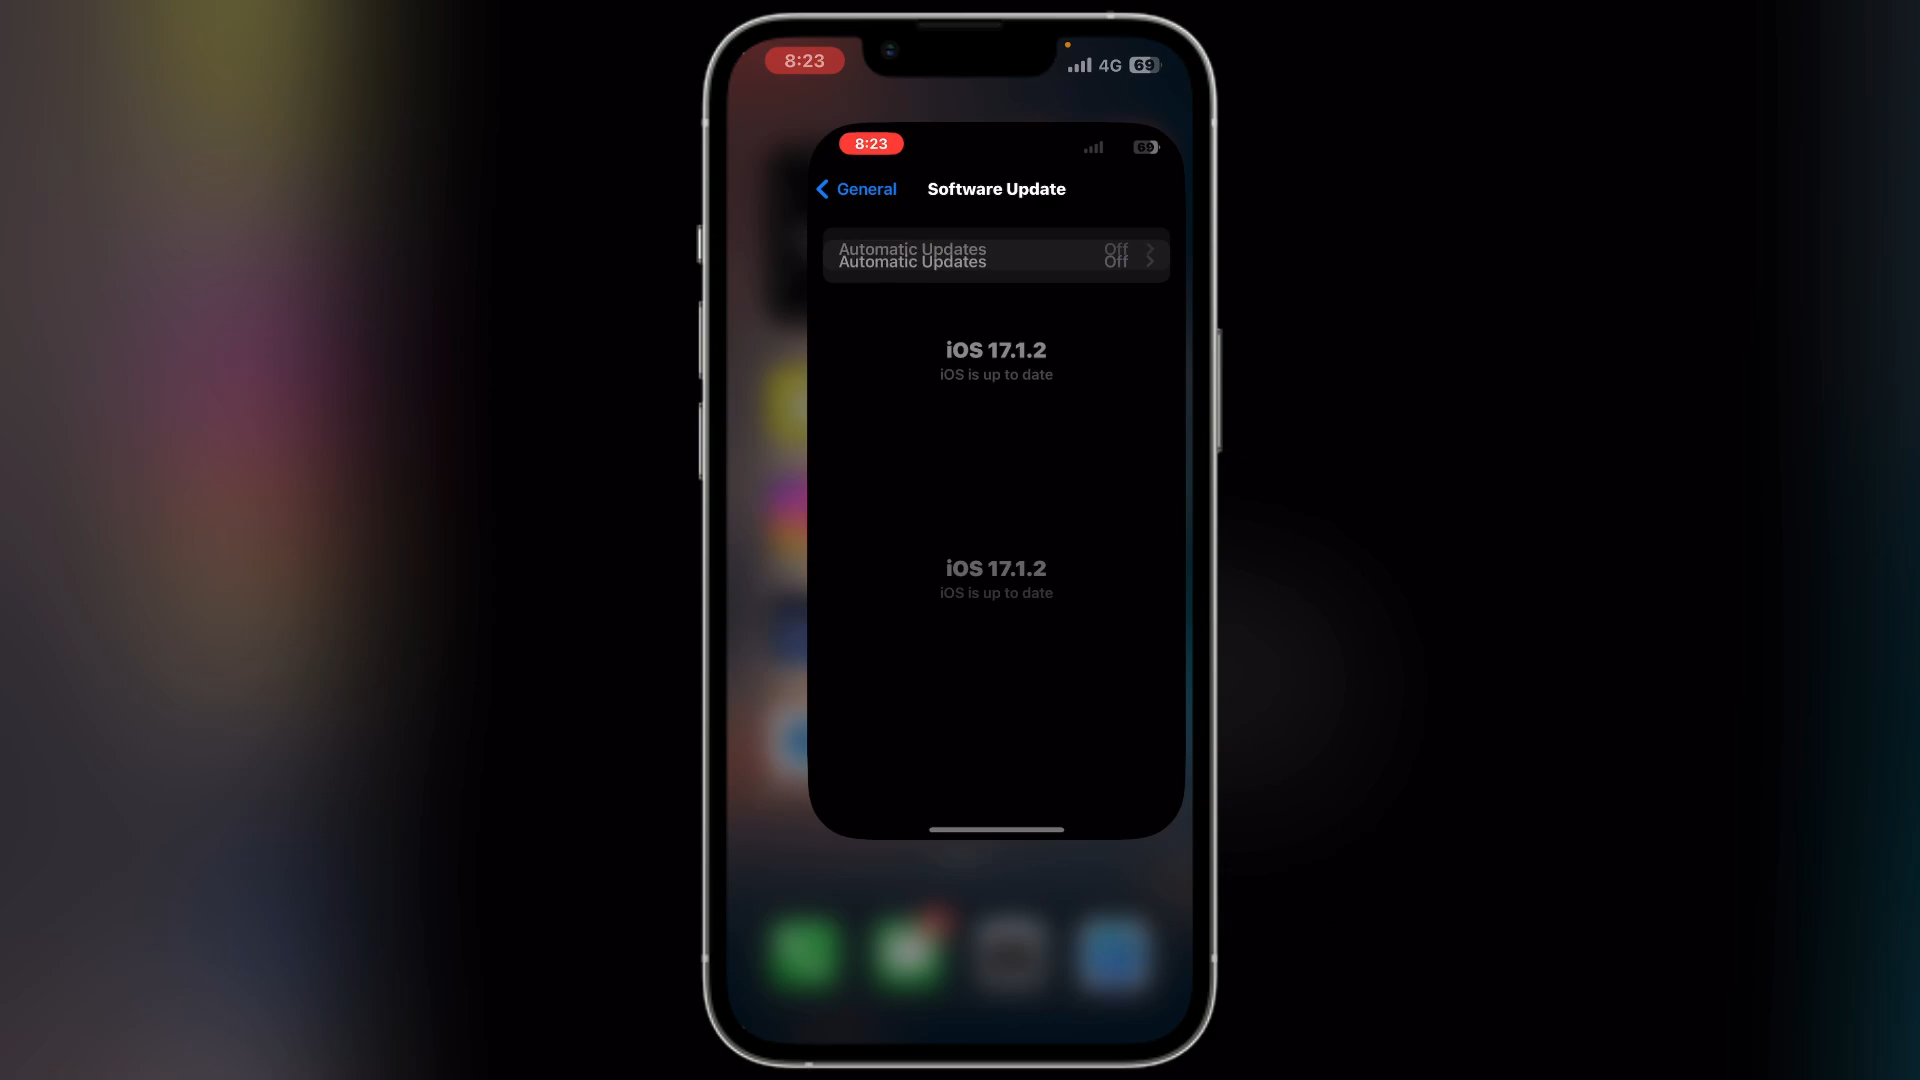 8:23
4G 69
8:23
69
General Software Update
Automatic Updates Off
Automatic Updates Off
iOS 17.1.2
iOS is up to date
iOS 17.1.2
iOS is up to date